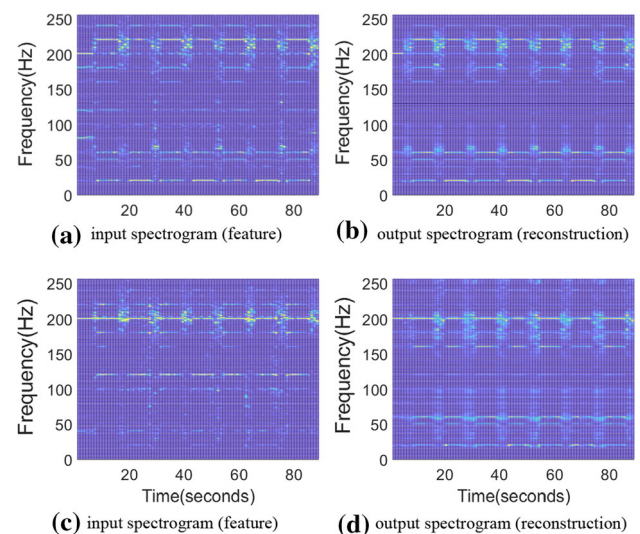 250
200
150
100
50
0
Frequency(Hz)
20 40 60 80
(a) input spectrogram (feature)
250
200
150
100
50
0
Frequency(Hz)
20 40 60 80
(b) output spectrogram (reconstruction)
250
200
150
100
50
0
Frequency(Hz)
20 40 60 80
Time(seconds)
(c) input spectrogram (feature)
250
200
150
100
50
0
Frequency(Hz)
20 40 60 80
Time(seconds)
(d) output spectrogram (reconstruction)